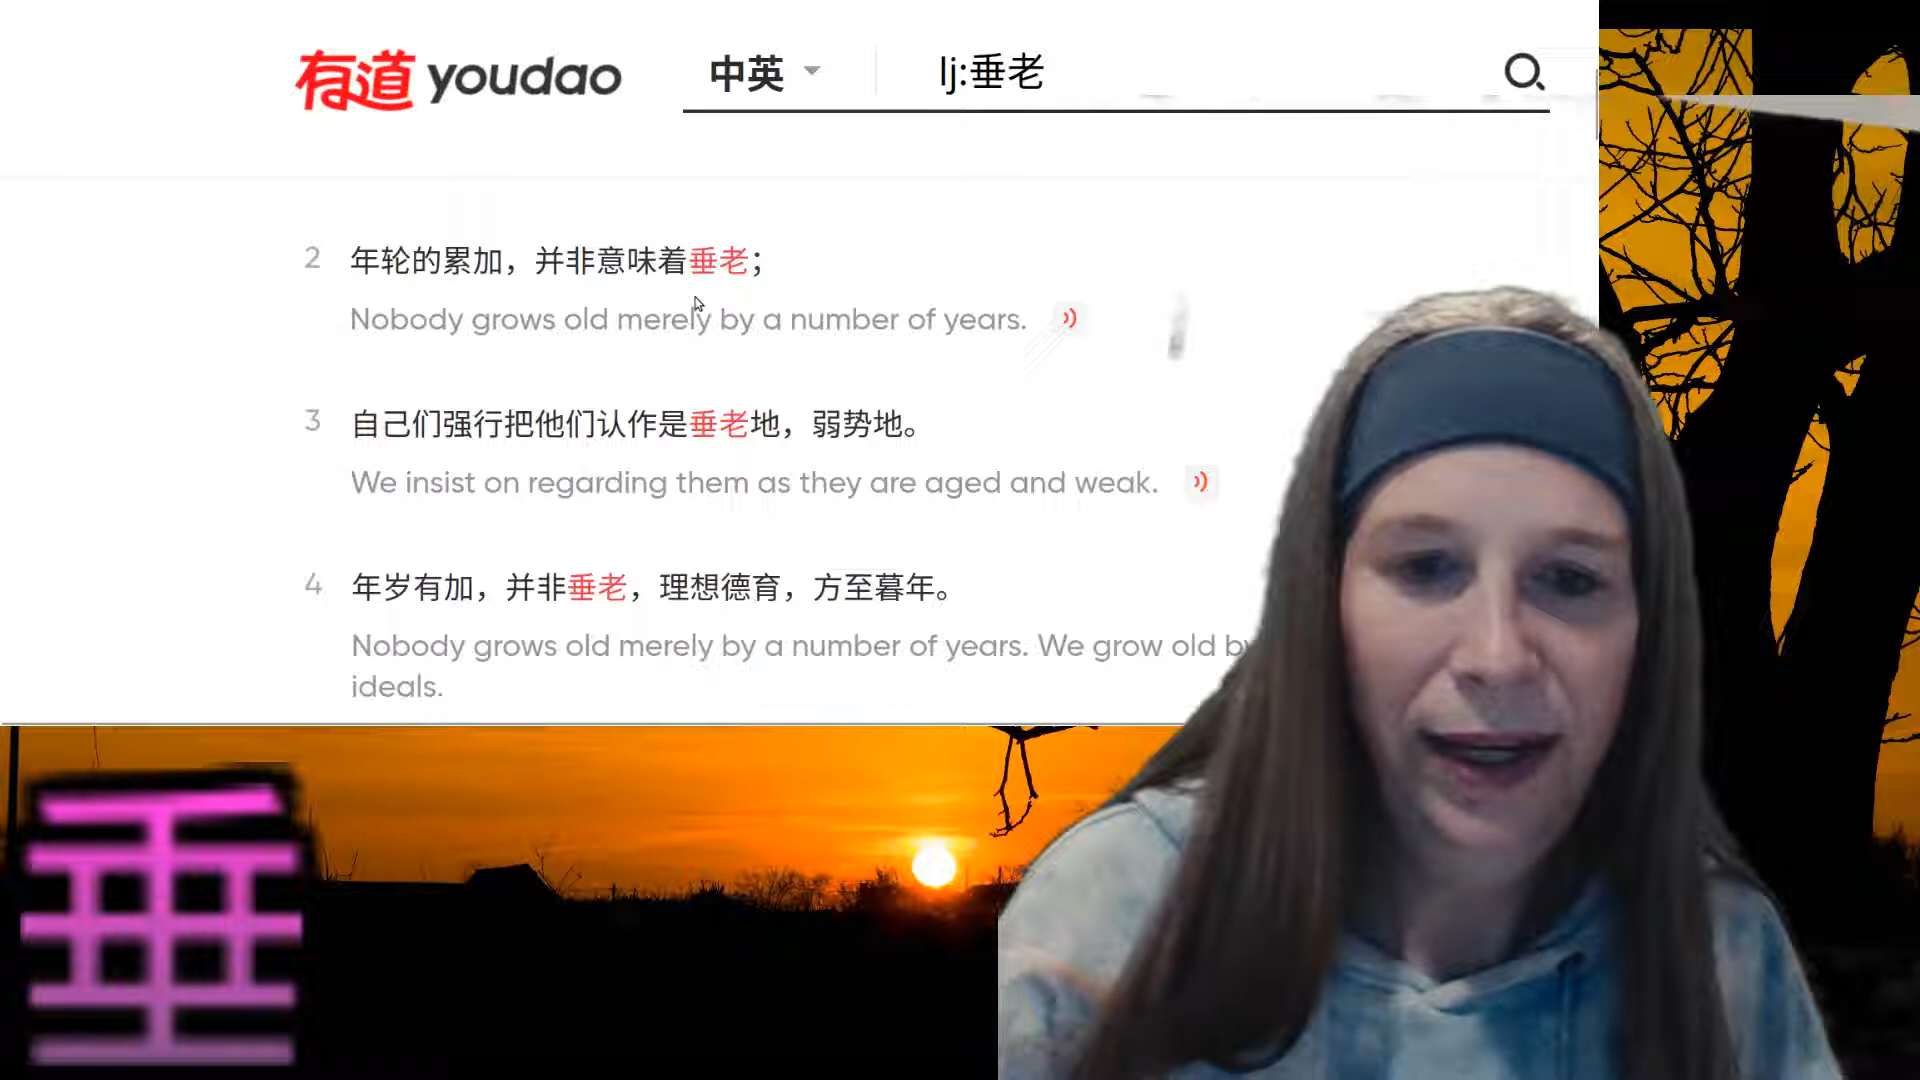 有道 youdao 中英 lj:垂老
2 年轮的累加，并非意味着垂老；
Nobody grows old merely by a number of years.
3 自己们强行把他们认作是垂老地，弱势地。
We insist on regarding them as they are aged and weak.
4 年岁有加，并非垂老，理想德育，方至暮年。
Nobody grows old merely by a number of years. We grow old by
ideals.
垂